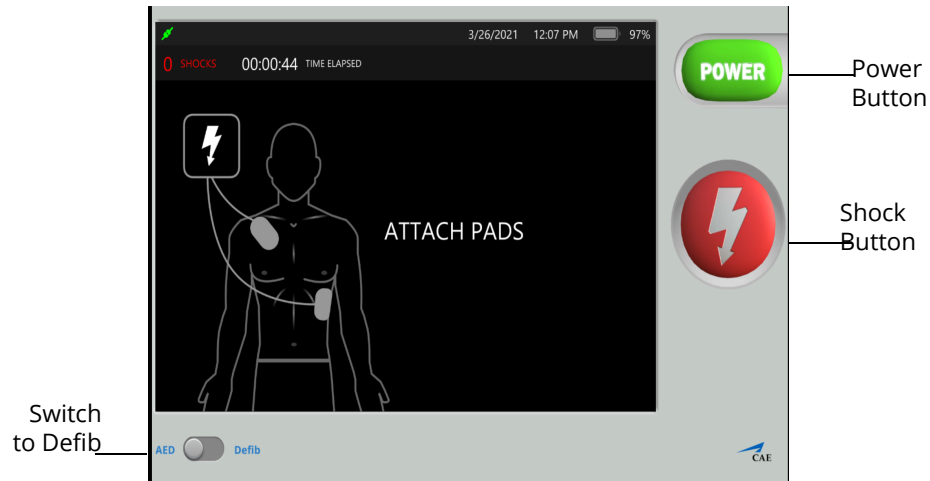 3/26/2021 12:07 PM 97%
0 SHOCKS 00:00:44 TIME ELAPSED
POWER
Power
Button
ATTACH PADS
Shock
Button
Switch
to Defib
AED Defib
CAE